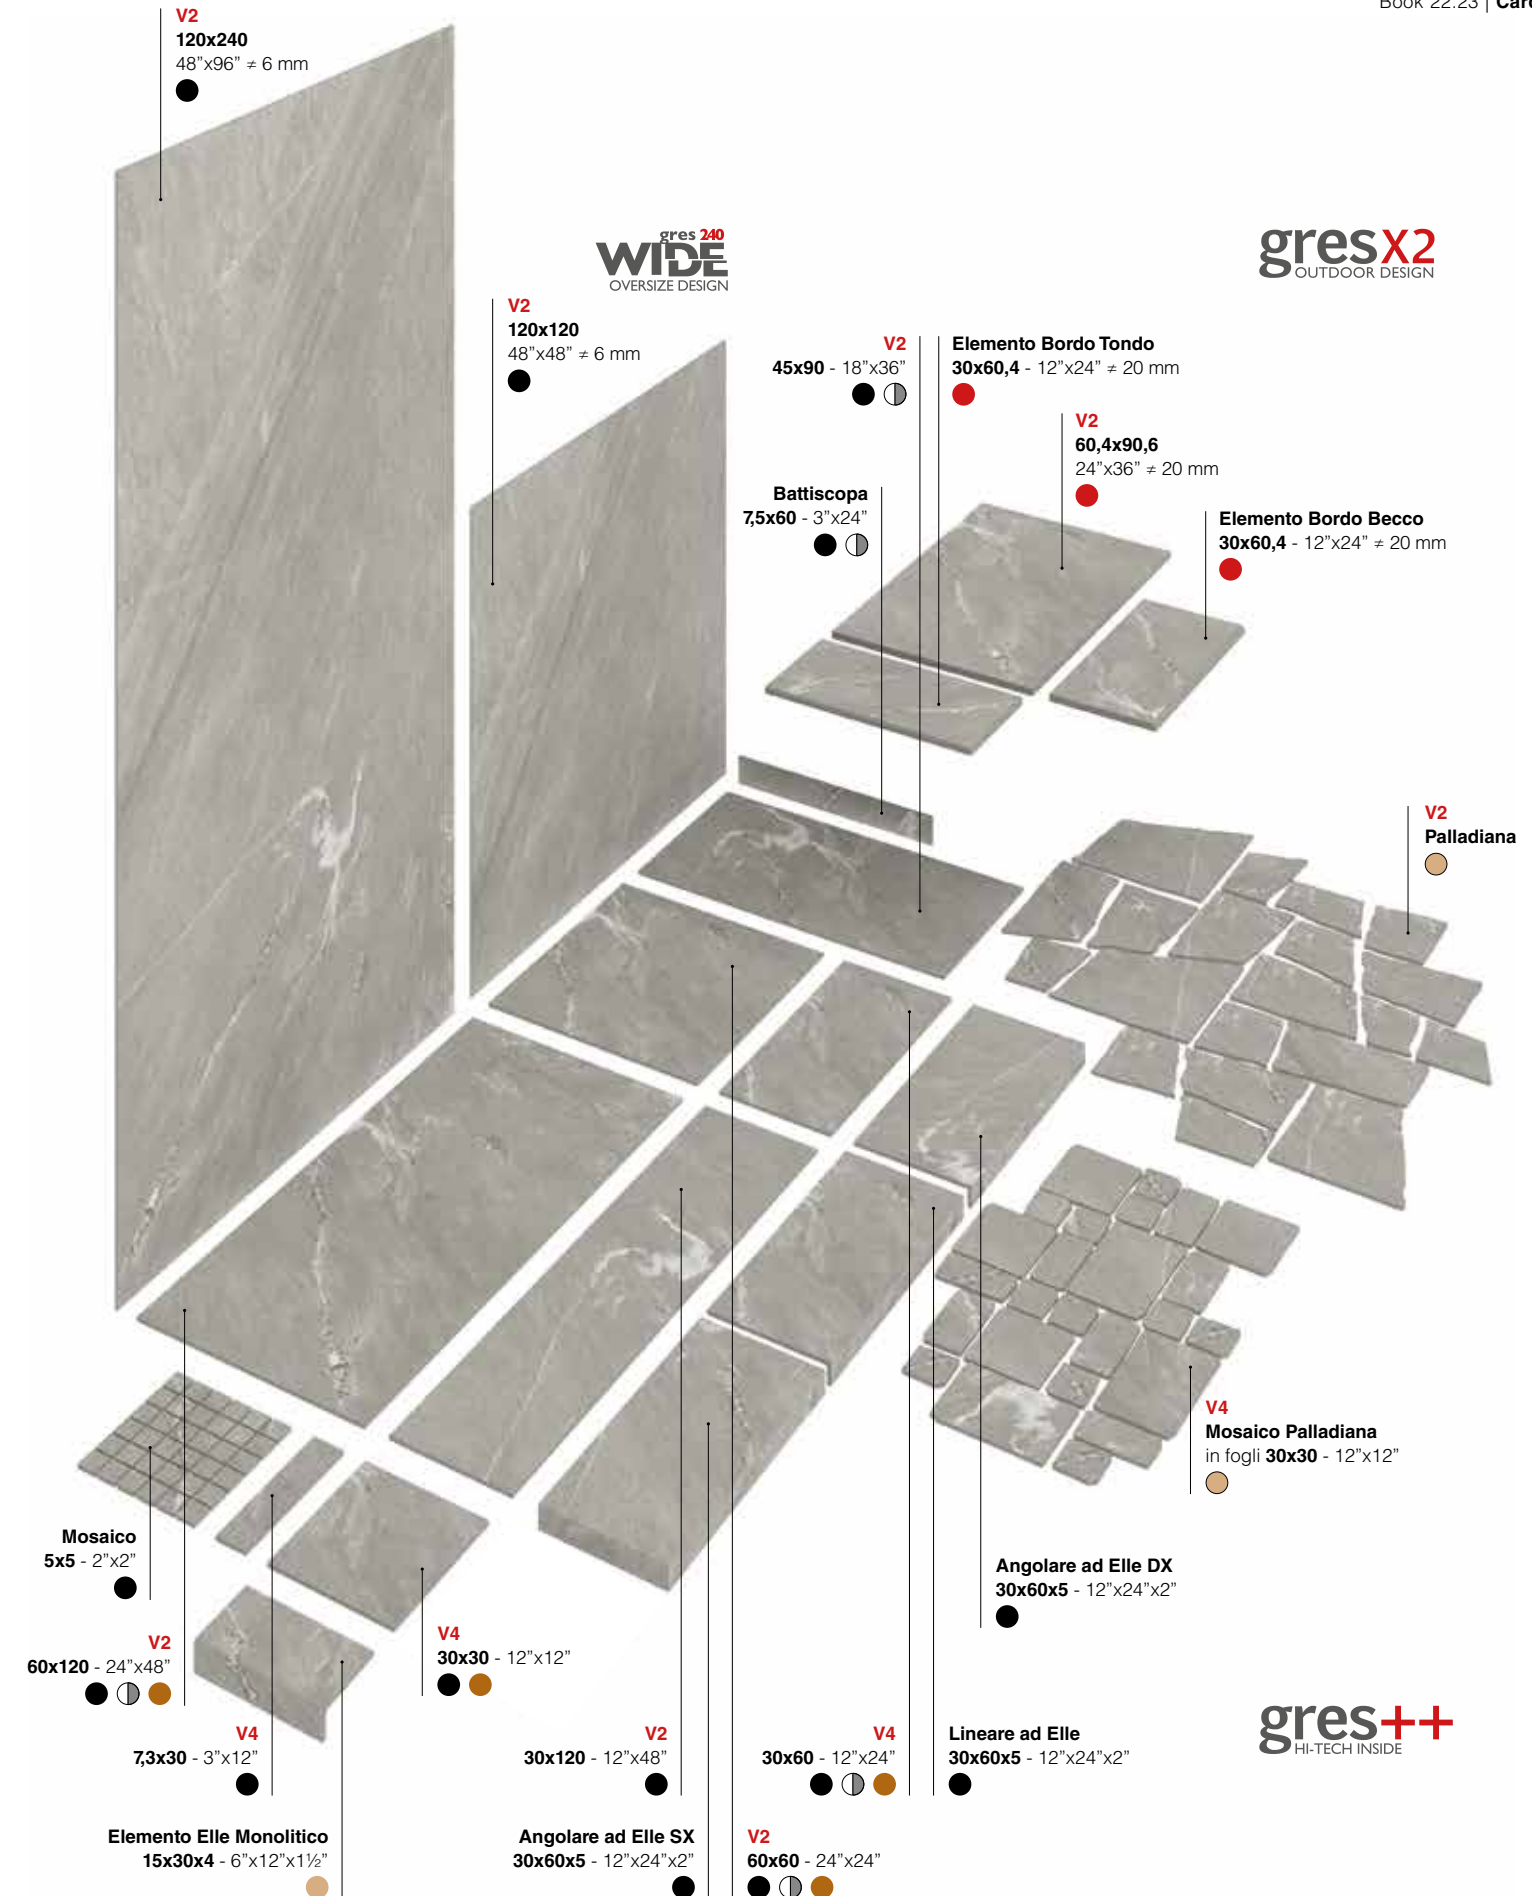 Book 22.23 |
V2
120x240
48”x96” ≠ 6 mm
gres 240
WIDE
OVERSIZE DESIGN
gresx2
OUTDOOR DESIGN
V2
120x120
48”x48” ≠ 6 mm
V2
45x90 - 18”x36”
Elemento Bordo Tondo
30x60,4 - 12”x24” ≠ 20 mm
V2
60,4x90,6
24”x36” ≠ 20 mm
Battiscopa
7,5x60 - 3”x24”
Elemento Bordo Becco
30x60,4 - 12”x24” ≠ 20 mm
V2
Palladiana
V4
Mosaico Palladiana
in fogli 30x30 - 12”x12”
Mosaico
5x5 - 2”x2”
Angolare ad Elle DX
30x60x5 - 12”x24”x2”
V2
60x120 - 24”x48”
V4
30x30 - 12”x12”
V4
7,3x30 - 3”x12”
V2
30x120 - 12”x48”
V4
30x60 - 12”x24”
Lineare ad Elle
30x60x5 - 12”x24”x2”
gres++
HI-TECH INSIDE
Elemento Elle Monolitico
15x30x4 - 6”x12”x1½”
Angolare ad Elle SX
30x60x5 - 12”x24”x2”
V2
60x60 - 24”x24”